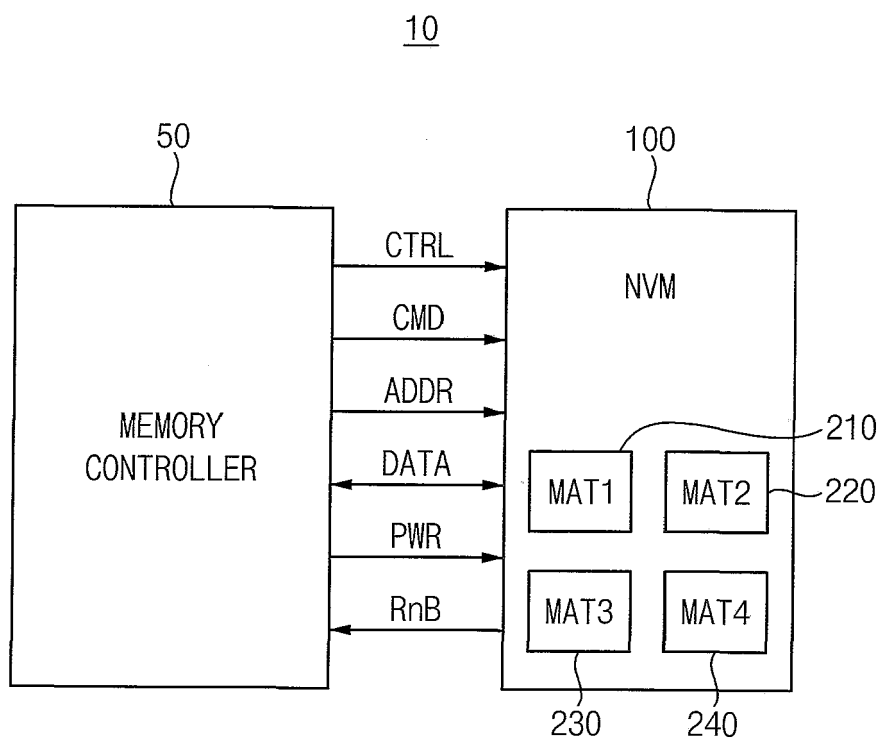 10
50
100
CTRL
NVM
CMD
ADDR
MEMORY
CONTROLLER
210
DATA
MAT1
MAT2
220
PWR
RnB
MAT3
MAT4
230
240